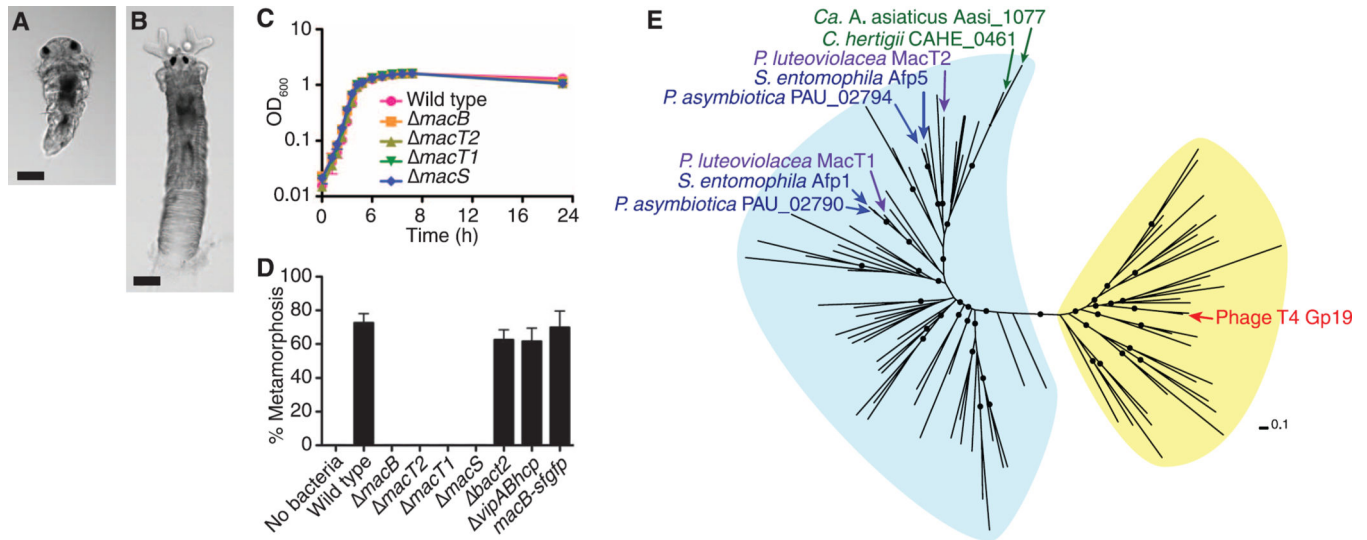 A
B
C
OD600
10
1
0.1
0.01
Wild type
ΔmacB
ΔmacT2
ΔmacT1
ΔmacS
0
6
12
18
24
Time (h)
D
% Metamorphosis
100
80
60
40
20
0
No bacteria
Wild type
ΔmacB
ΔmacT2
ΔmacT1
ΔmacS
Δbact2
ΔvipABhcp
macB-sfgfp
E
Ca. A. asiaticus Aasi_1077
C. hertigii CAHE_0461
P. luteoviolacea MacT2
S. entomophila Afp5
P. asymbiotica PAU_02794
P. luteoviolacea MacT1
S. entomophila Afp1
P. asymbiotica PAU_02790
Phage T4 Gp19
0.1